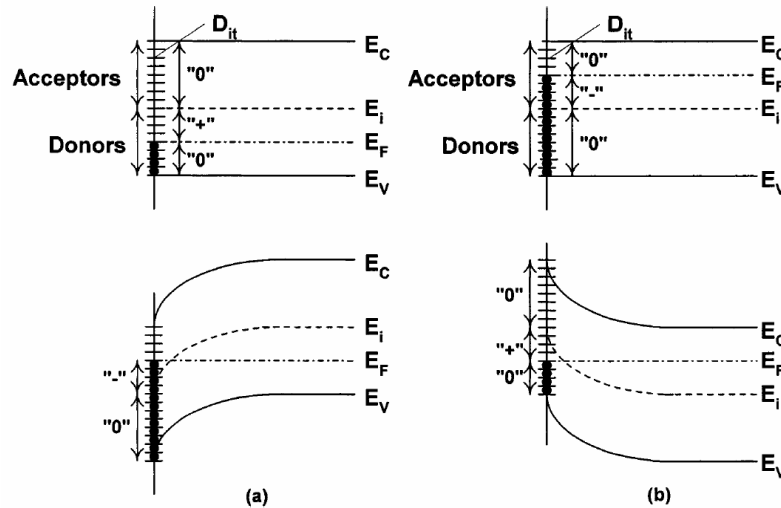 D_it
E_C
"0"
Acceptors
E_i
"+"
Donors
E_F
"0"
E_V
D_it
E_C
"0"
Acceptors
E_F
"-"
E_i
Donors
"0"
E_V
E_C
E_i
E_F
"-"
E_V
"0"
(a)
"0"
E_C
"+"
E_F
"0"
E_i
E_V
(b)